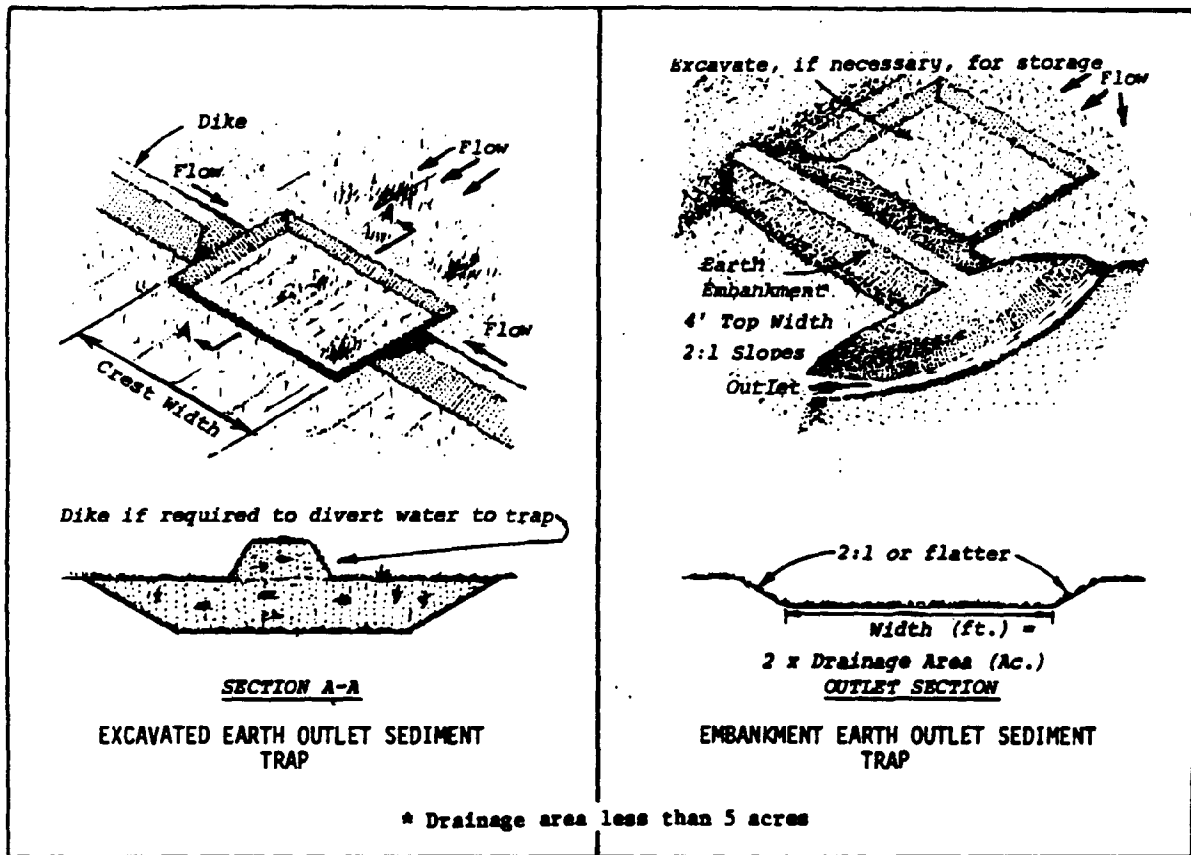 Dike
Flow
Flow
A
A
Flow
Crest Width
Dike if required to divert water to trap
SECTION A-A
EXCAVATED EARTH OUTLET SEDIMENT
TRAP
Excavate, if necessary, for storage
Flow
Earth
Embankment
4' Top Width
2:1 Slopes
Outlet
2:1 or flatter
Width (ft.) =
2 x Drainage Area (Ac.)
OUTLET SECTION
EMBANKMENT EARTH OUTLET SEDIMENT
TRAP
* Drainage area less than 5 acres